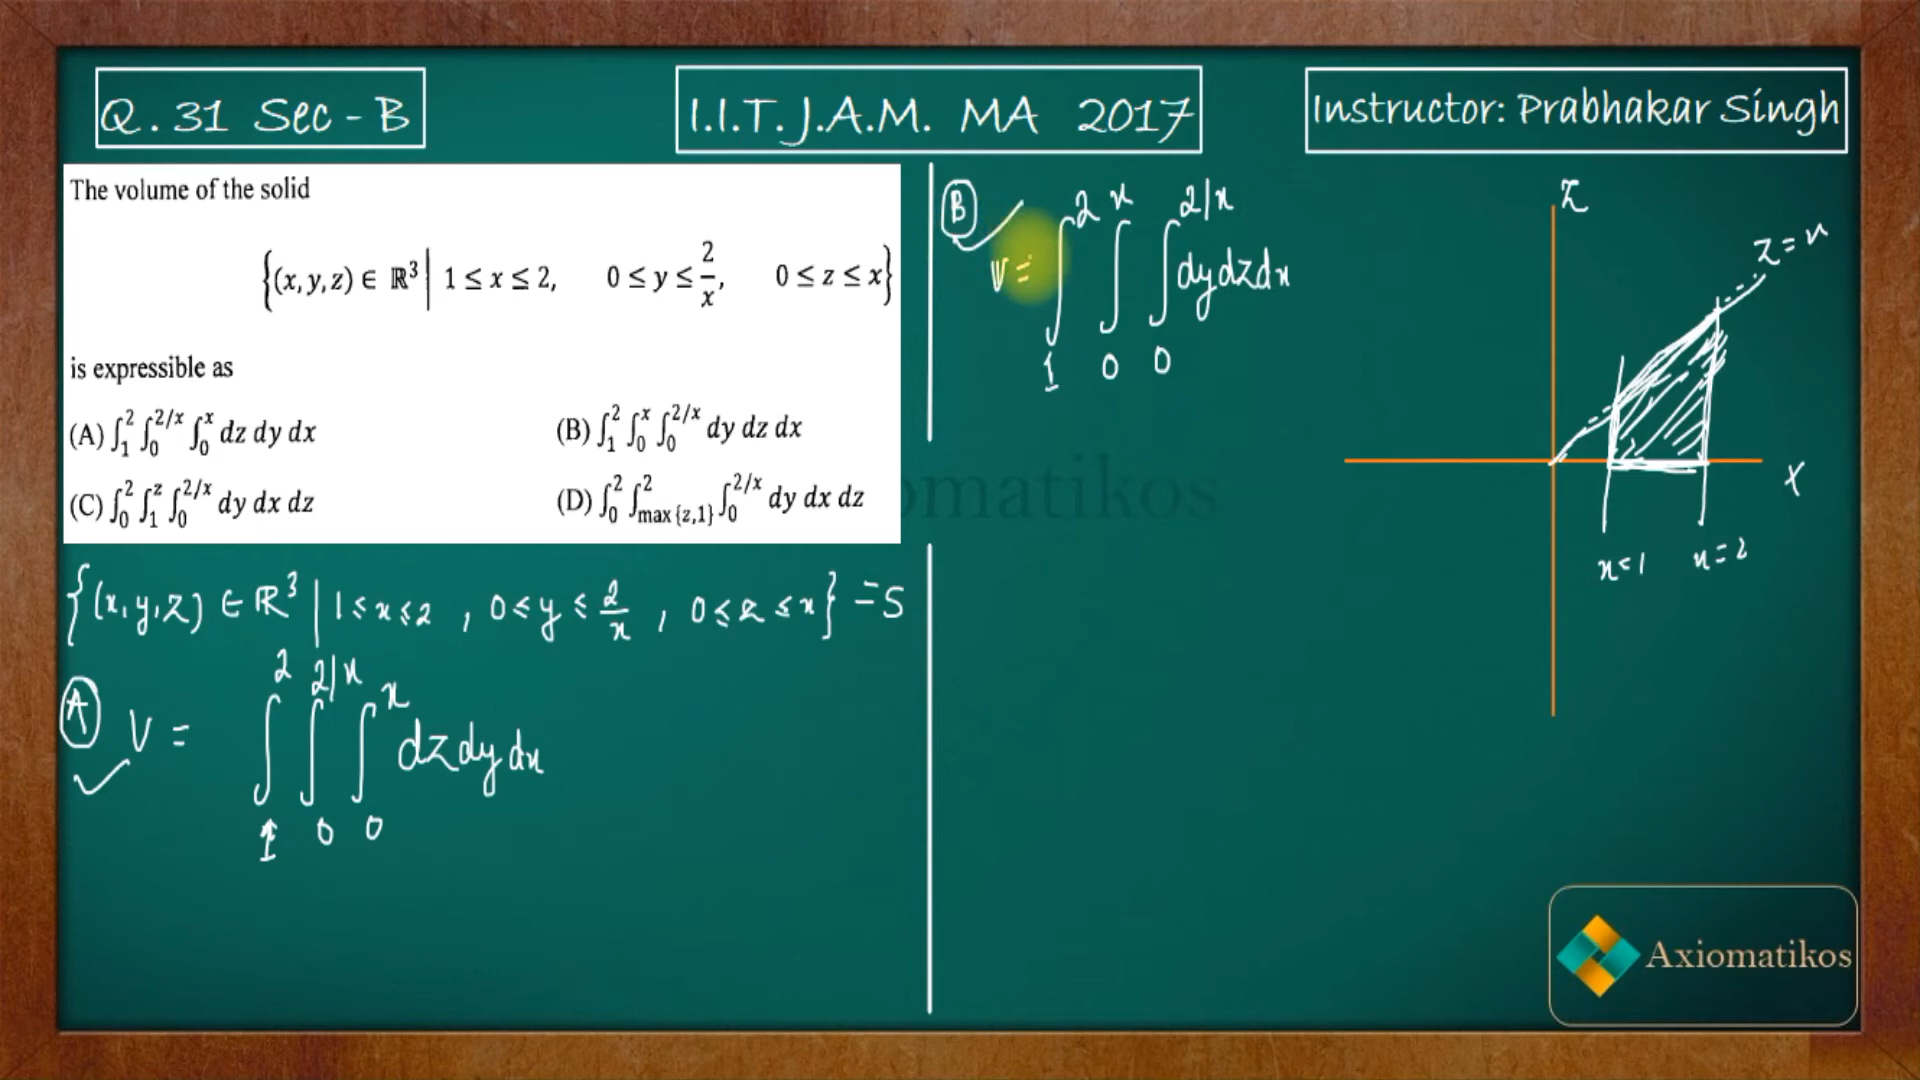 Q. 31 Sec - B
I.I.T. J.A.M. MA 2017
Instructor: Prabhakar Singh
The volume of the solid
{(x, y, z) ∈ ℝ³ | 1 ≤ x ≤ 2, 0 ≤ y ≤ 2/x, 0 ≤ z ≤ x}
is expressible as
(A) ∫₁² ∫₀^{2/x} ∫₀^x dz dy dx
(B) ∫₁² ∫₀^x ∫₀^{2/x} dy dz dx
(C) ∫₀² ∫₁^z ∫₀^{2/x} dy dx dz
(D) ∫₀² ∫_{max{z,1}}² ∫₀^{2/x} dy dx dz
{(x, y, z) ∈ ℝ³ | 1 ≤ x ≤ 2, 0 ≤ y ≤ 2/x, 0 ≤ z ≤ x} = S
(A) V = ∫₁² ∫₀^{2/x} ∫₀^x dz dy dx
(B) V = ∫₁² ∫₀^x ∫₀^{2/x} dy dz dx
Z
z = x
X
x = 1
x = 2
omatikos
Axiomatikos